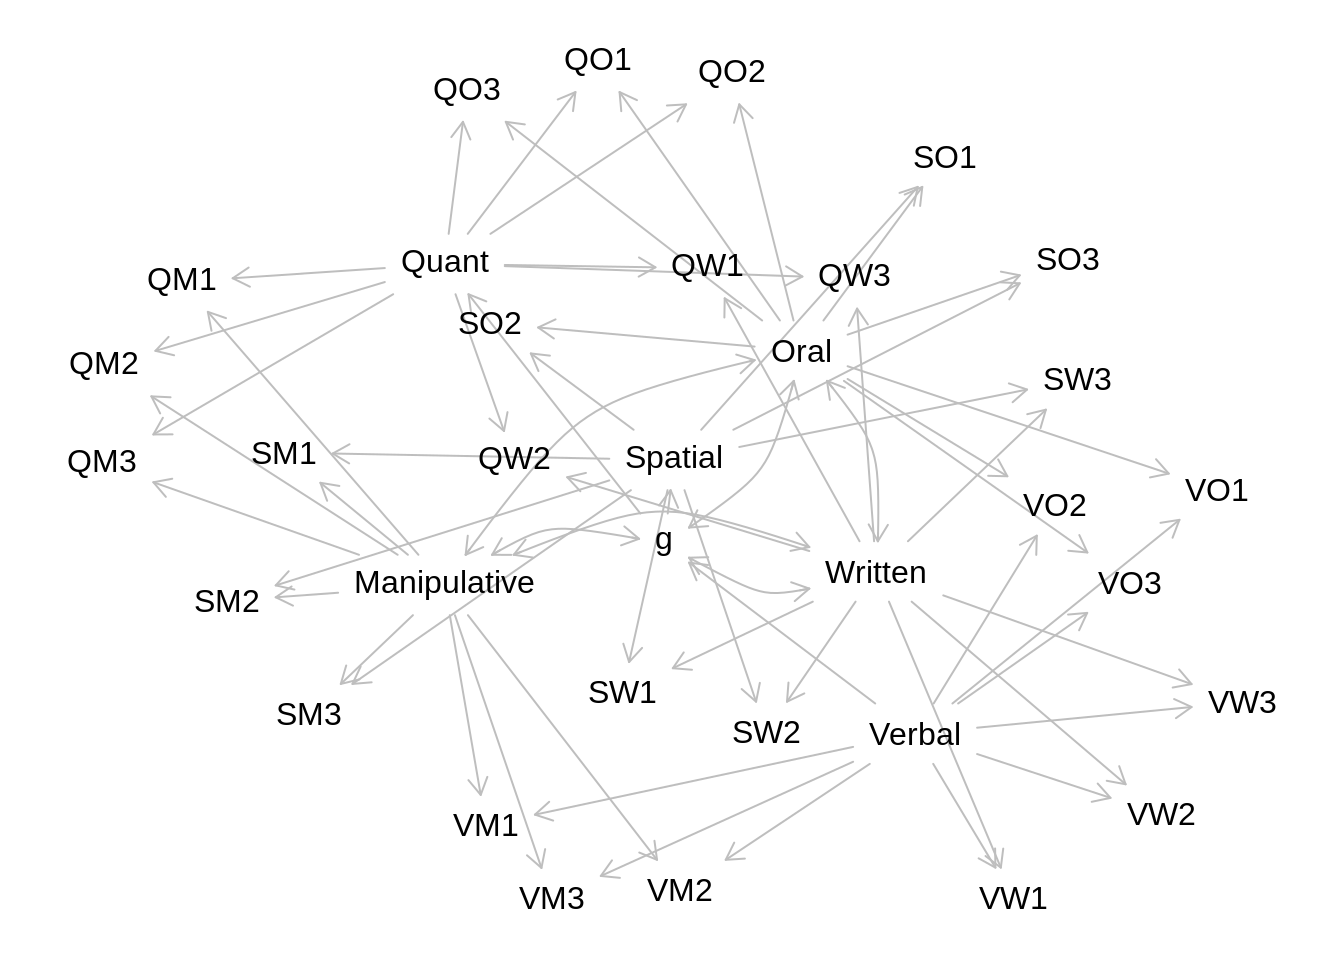 QO1
QO2
QO3
SO1
Quant
SO3
QW1
QW3
QM1
SO2
Oral
QM2
SW3
SM1
QW2
Spatial
QM3
VO1
VO2
g
Written
Manipulative
VO3
SM2
SW1
VW3
SM3
SW2
Verbal
VW2
VM1
VM2
VM3
VW1